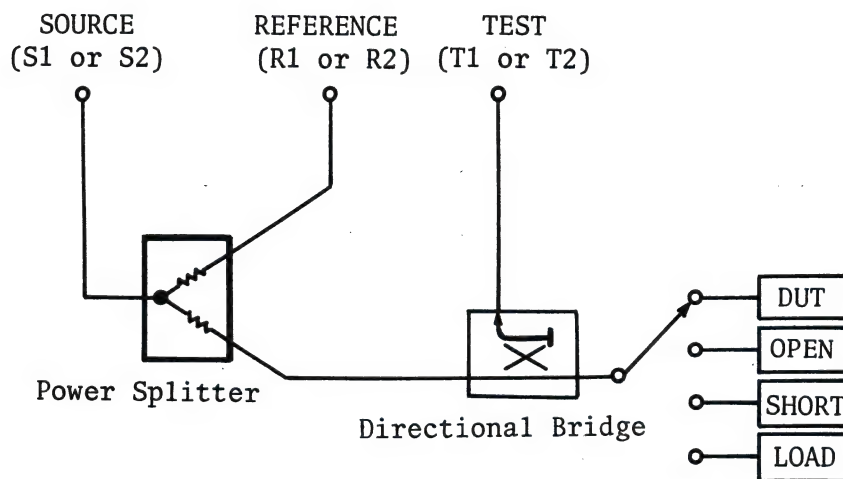 SOURCE
(S1 or S2)
REFERENCE
(R1 or R2)
TEST
(T1 or T2)
DUT
OPEN
SHORT
LOAD
Power Splitter
Directional Bridge